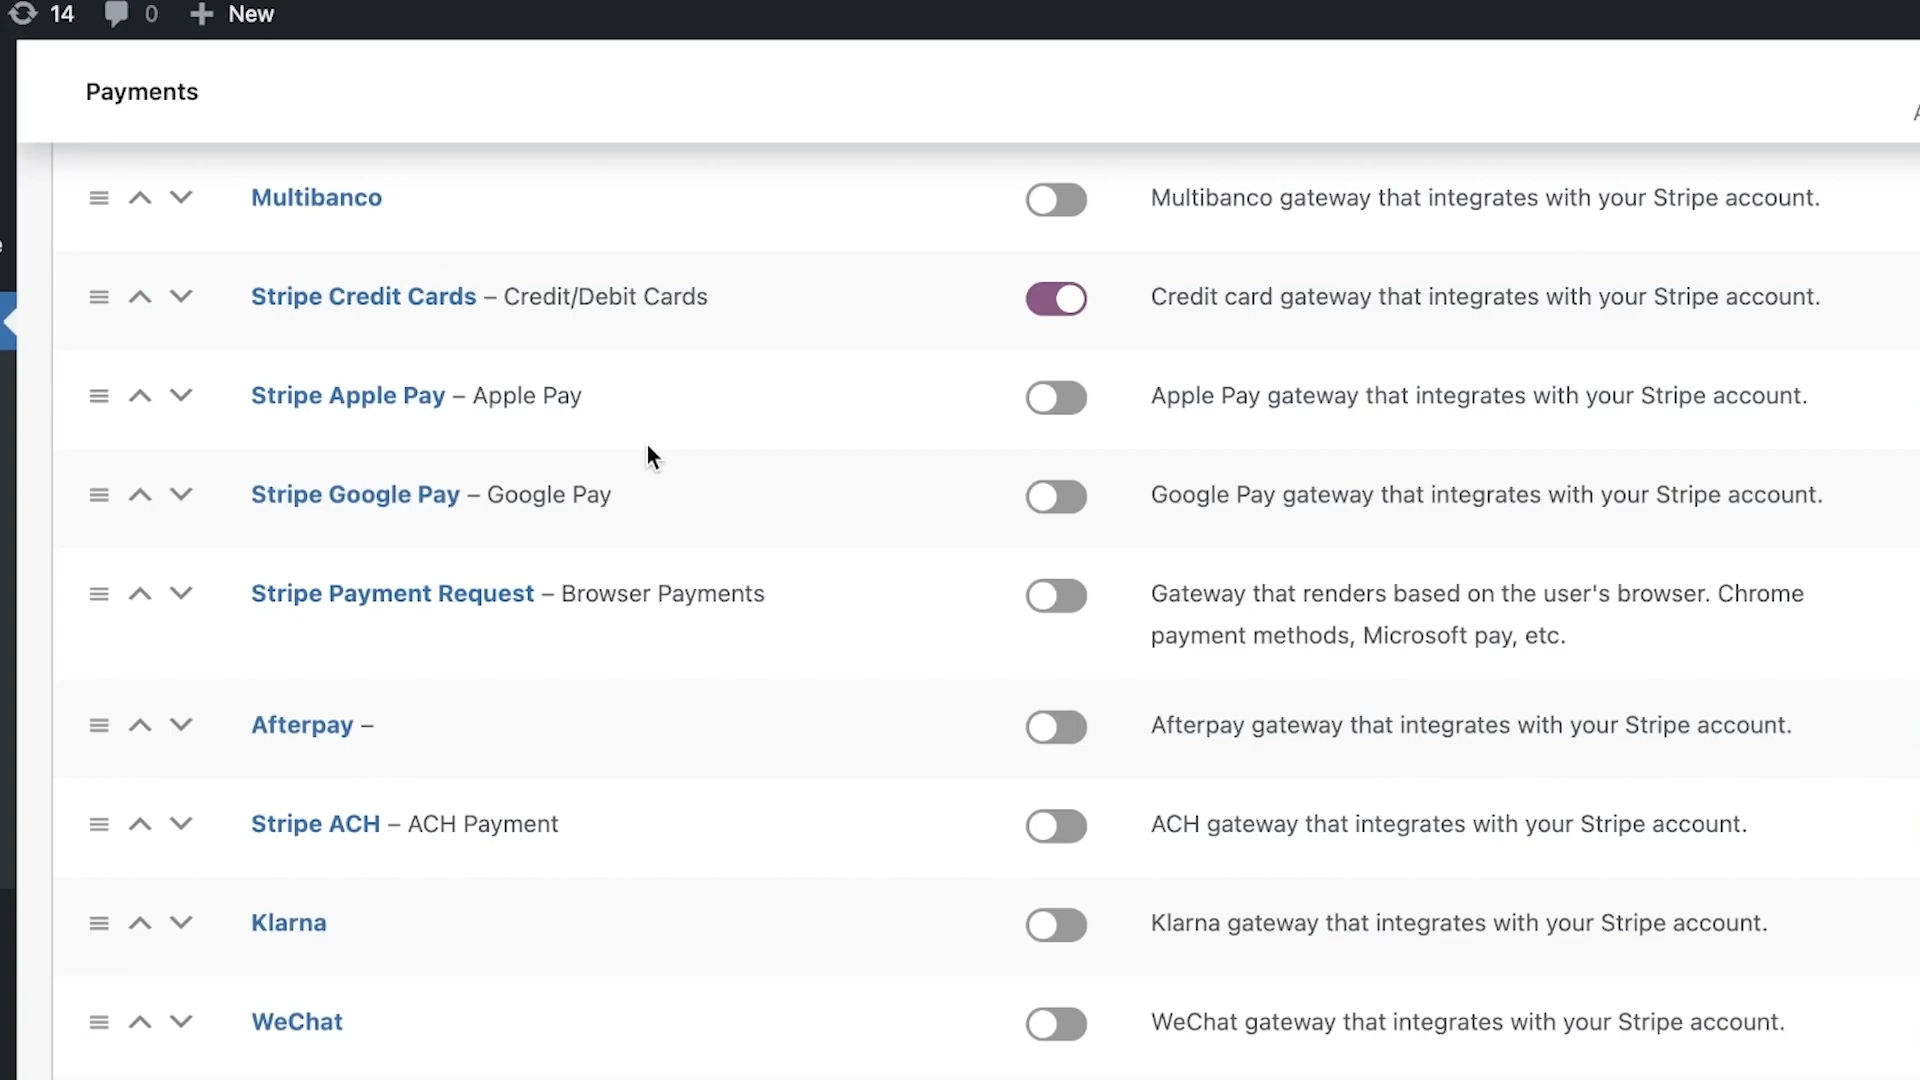 14 0 New
Payments
Multibanco Multibanco gateway that integrates with your Stripe account.
Stripe Credit Cards – Credit/Debit Cards Credit card gateway that integrates with your Stripe account.
Stripe Apple Pay – Apple Pay Apple Pay gateway that integrates with your Stripe account.
Stripe Google Pay – Google Pay Google Pay gateway that integrates with your Stripe account.
Stripe Payment Request – Browser Payments Gateway that renders based on the user's browser. Chrome
payment methods, Microsoft pay, etc.
Afterpay – Afterpay gateway that integrates with your Stripe account.
Stripe ACH – ACH Payment ACH gateway that integrates with your Stripe account.
Klarna Klarna gateway that integrates with your Stripe account.
WeChat WeChat gateway that integrates with your Stripe account.